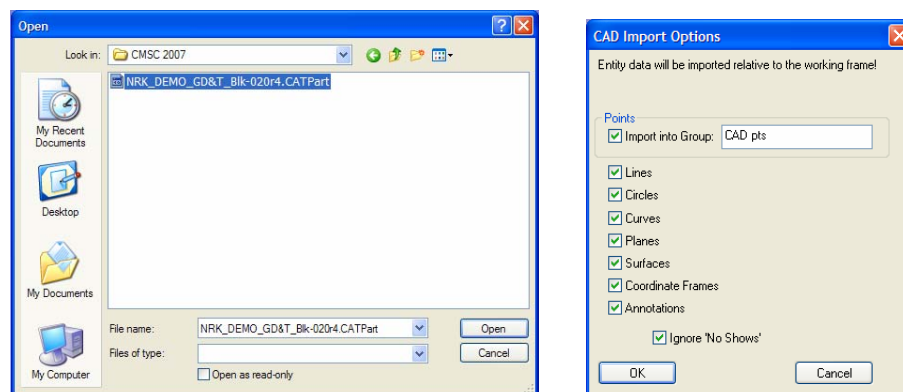 Open
Look in: CMSC 2007
NRK_DEMO_GD&T_Blk-020r4.CATPart
My Recent
Documents
Desktop
My Documents
My Computer
File name: NRK_DEMO_GD&T_Blk-020r4.CATPart Open
Files of type: Cancel
Open as read-only
CAD Import Options
Entity data will be imported relative to the working frame!
Points
Import into Group: CAD pts
Lines
Circles
Curves
Planes
Surfaces
Coordinate Frames
Annotations
Ignore 'No Shows'
OK Cancel